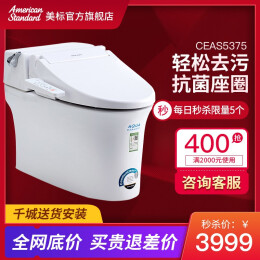 American Standard 美标官方旗舰店
CEAS5375
轻松去污
抗菌座圈
秒 每日秒杀限量5个
400元
满2000元使用
咨询客服
AQUA
千城送货安装
全网底价 买贵退差价
秒杀价:¥
3999